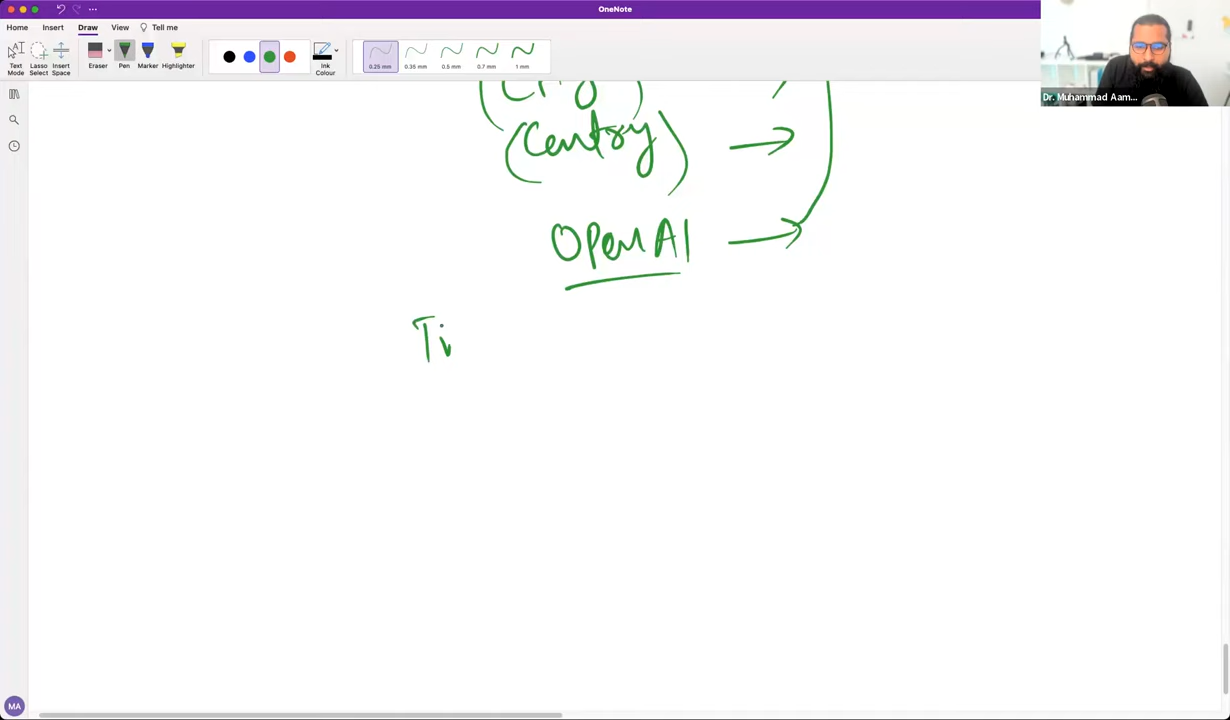 OneNote
Home Insert Draw View Tell me
Text Mode Lasso Select Insert Space Eraser Pen Marker Highlighter Ink Colour 0.25 mm 0.35 mm 0.5 mm 0.7 mm 1 mm
Dr. Muhammad Aam...
(Century)
OPenAI
Ti
MA